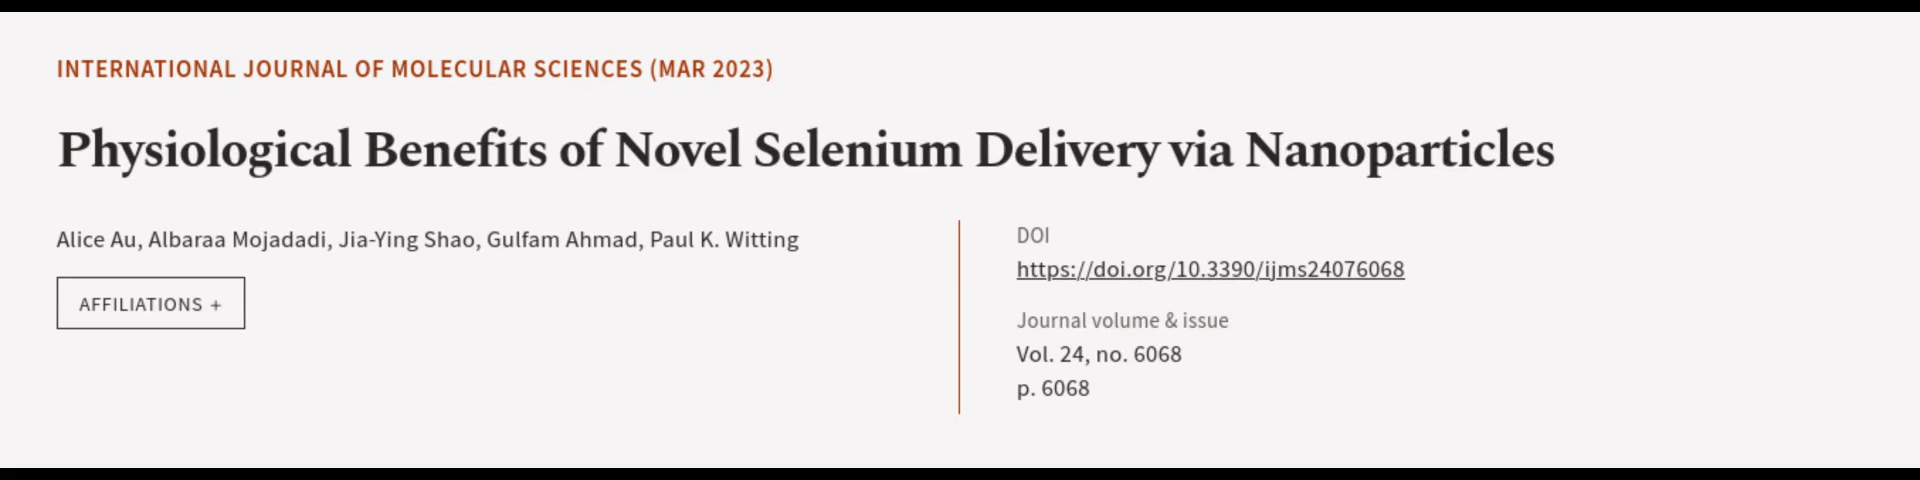 INTERNATIONAL JOURNAL OF MOLECULAR SCIENCES (MAR 2023)
Physiological Benefits of Novel Selenium Delivery via Nanoparticles
Alice Au, Albaraa Mojadadi, Jia-Ying Shao, Gulfam Ahmad, Paul K. Witting
AFFILIATIONS +
DOI
https://doi.org/10.3390/ijms24076068
Journal volume & issue
Vol. 24, no. 6068
p. 6068